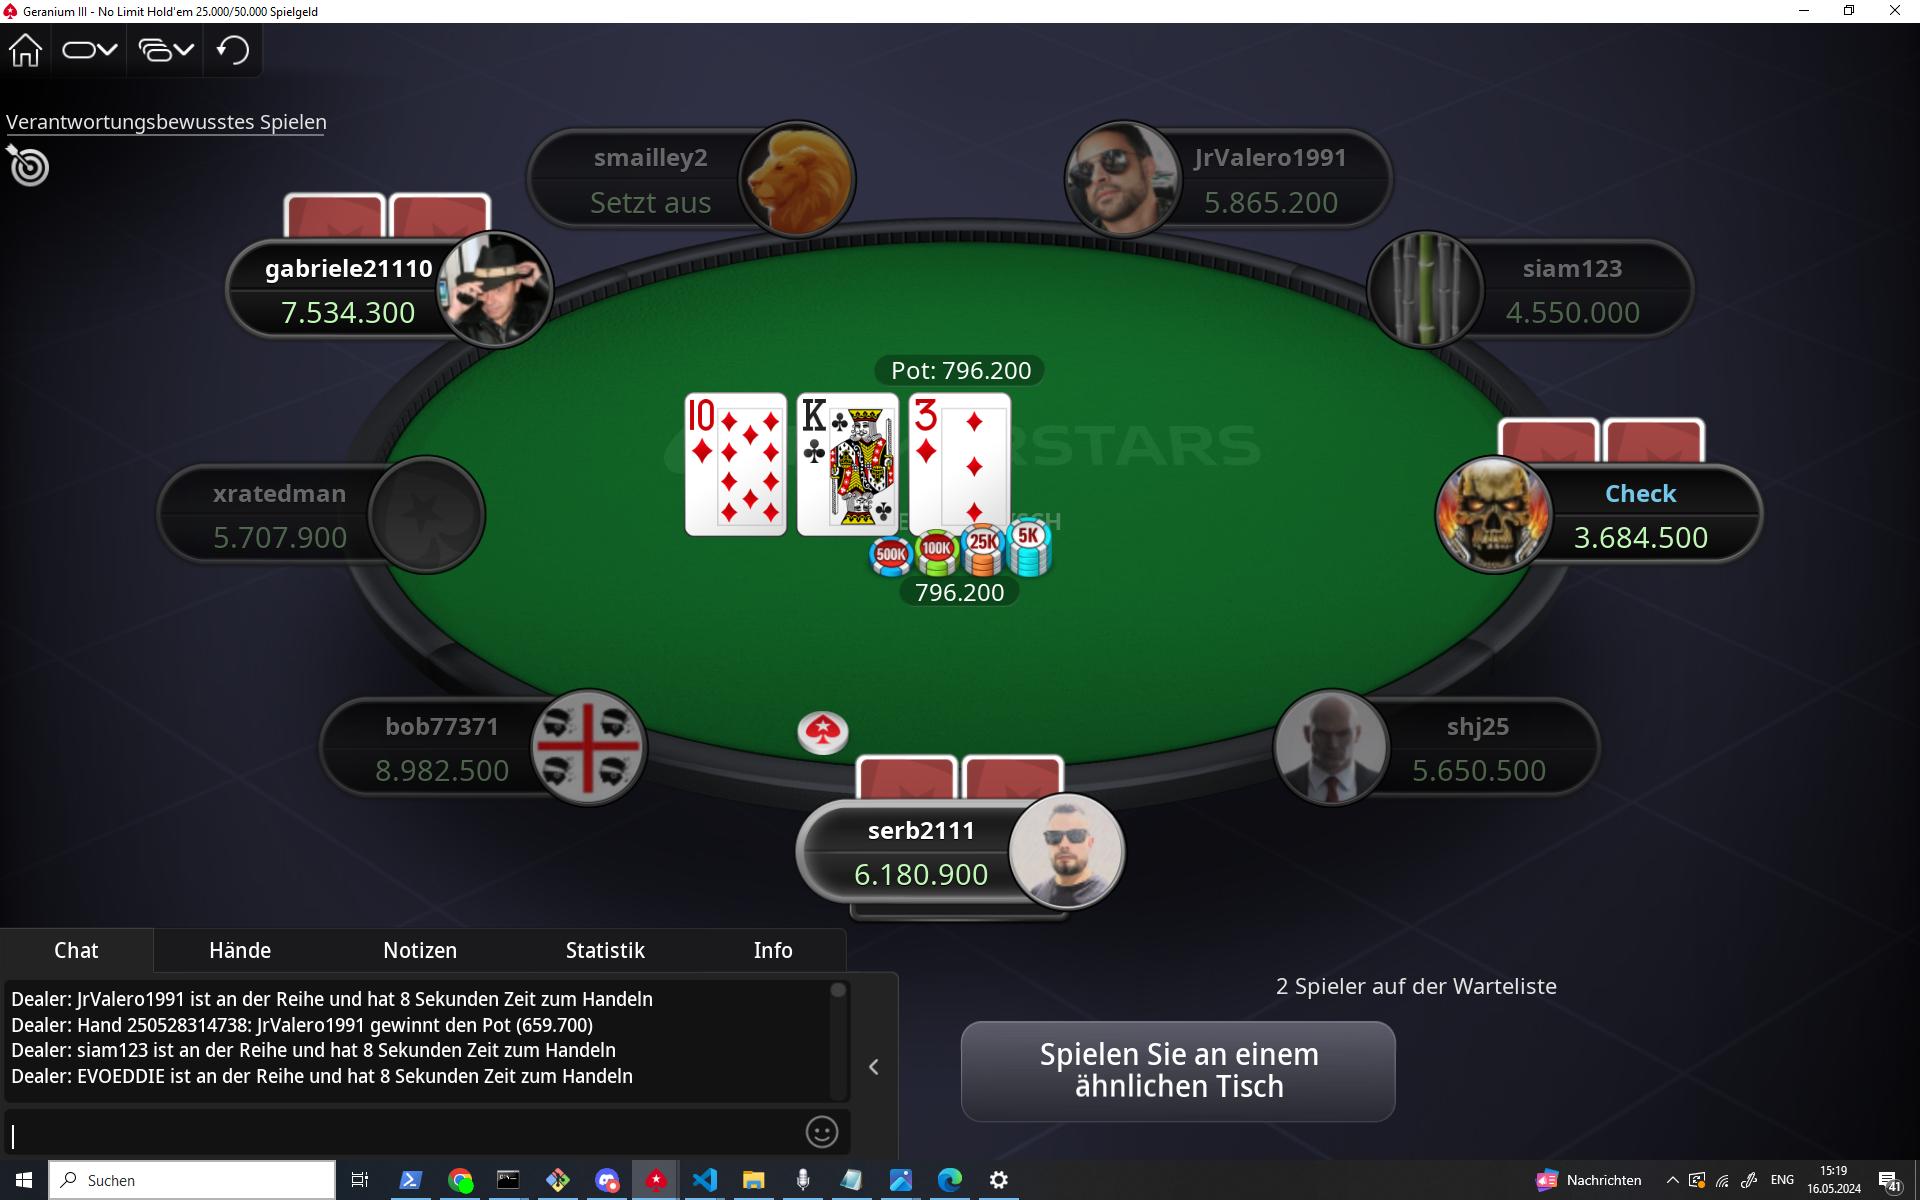 Geranium III - No Limit Hold'em 25.000/50.000 Spielgeld
Verantwortungsbewusstes Spielen
smailley2
Setzt aus
JrValero1991
5.865.200
gabriele21110
7.534.300
siam123
4.550.000
Pot: 796.200
10
K
3
xratedman
5.707.900
Check
3.684.500
500K
100K
25K
5K
796.200
bob77371
8.982.500
shj25
5.650.500
serb2111
6.180.900
Chat
Hände
Notizen
Statistik
Info
Dealer: JrValero1991 ist an der Reihe und hat 8 Sekunden Zeit zum Handeln
Dealer: Hand 250528314738: JrValero1991 gewinnt den Pot (659.700)
Dealer: siam123 ist an der Reihe und hat 8 Sekunden Zeit zum Handeln
Dealer: EVOEDDIE ist an der Reihe und hat 8 Sekunden Zeit zum Handeln
2 Spieler auf der Warteliste
Spielen Sie an einem
ähnlichen Tisch
Suchen
Nachrichten
ENG
15:19
16.05.2024
41